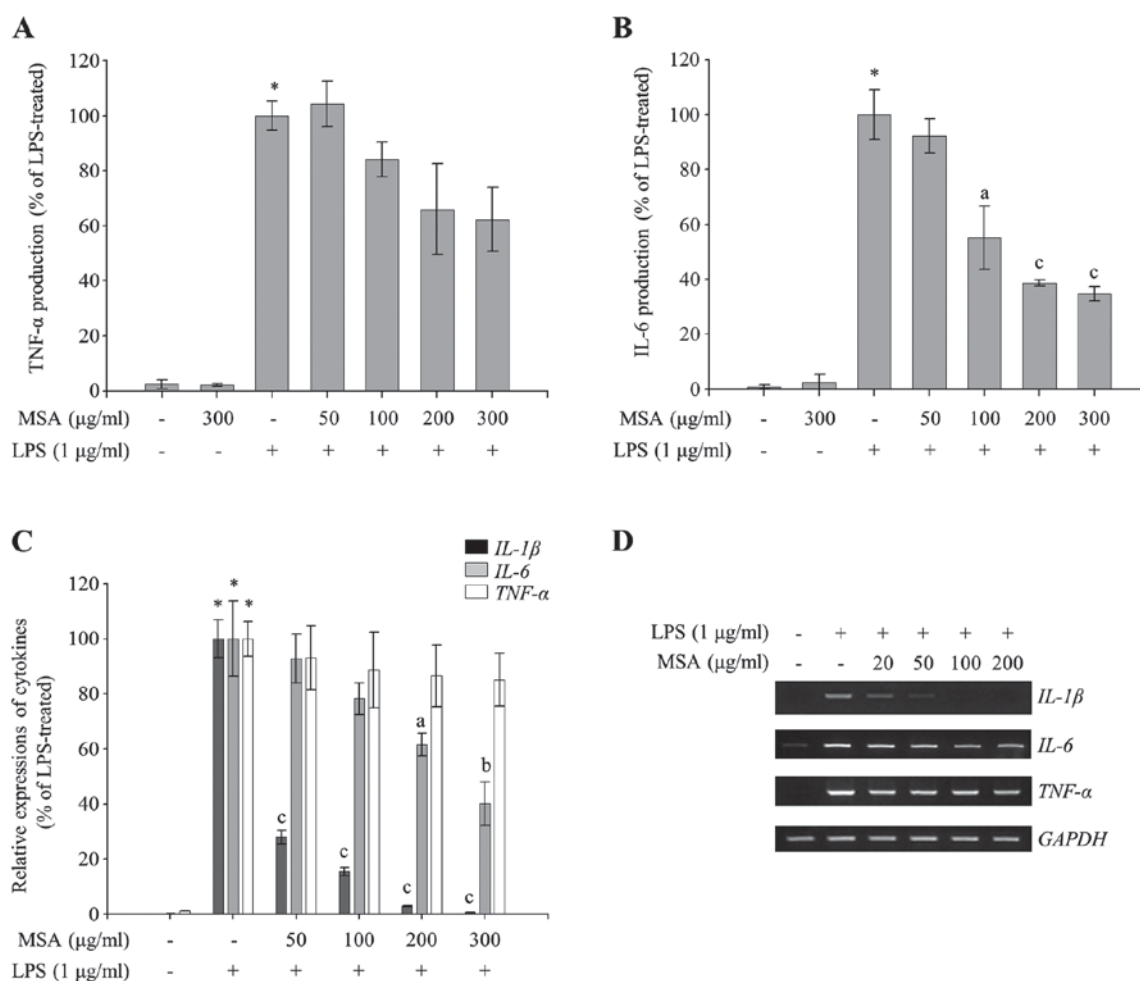 A
TNF-α production (% of LPS-treated)
120
100
80
60
40
20
0
*
MSA (μg/ml) - 300 - 50 100 200 300
LPS (1 μg/ml) - - + + + + +
B
IL-6 production (% of LPS-treated)
120
100
80
60
40
20
0
*
a
c
c
MSA (μg/ml) - 300 - 50 100 200 300
LPS (1 μg/ml) - - + + + + +
C
Relative expressions of cytokines
(% of LPS-treated)
IL-1β
IL-6
TNF-α
120
100
80
60
40
20
0
* * *
c
c
c a
c b
MSA (μg/ml) - - 50 100 200 300
LPS (1 μg/ml) - + + + + +
D
LPS (1 μg/ml) - + + + + +
MSA (μg/ml) - - 20 50 100 200
IL-1β
IL-6
TNF-α
GAPDH